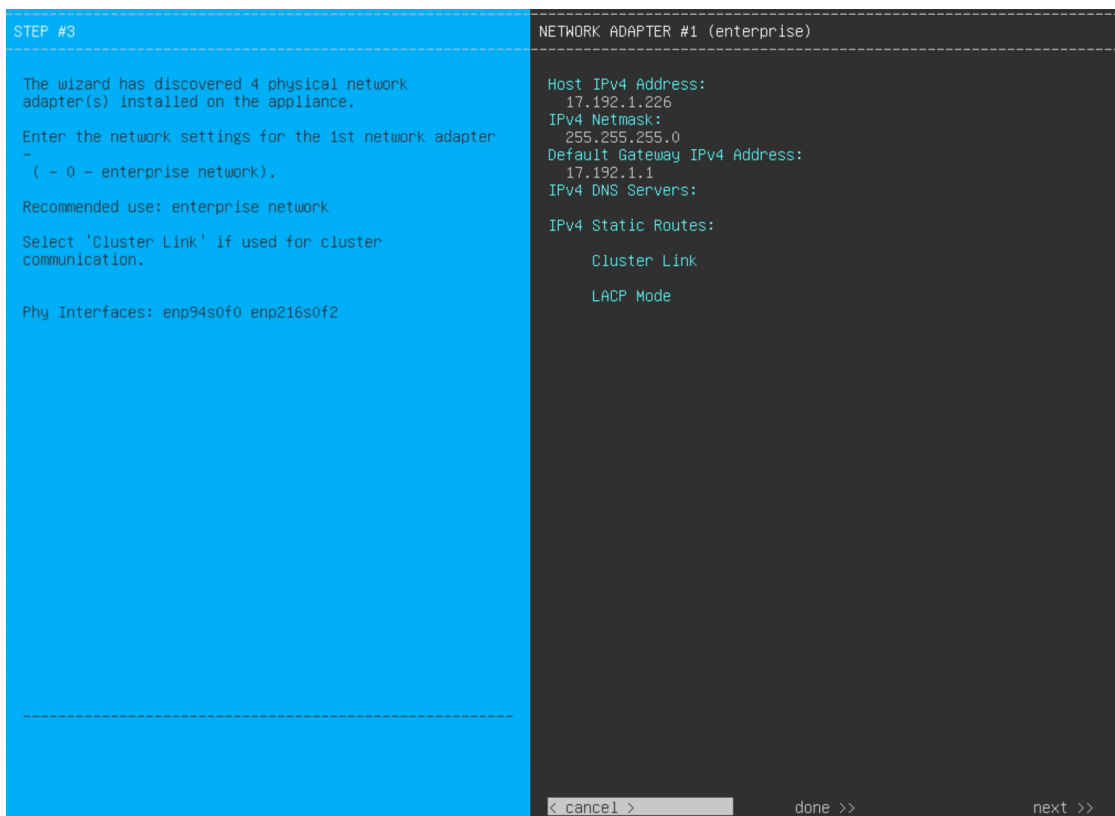 STEP #3
The wizard has discovered 4 physical network
adapter(s) installed on the appliance.
Enter the network settings for the 1st network adapter
-
( - 0 - enterprise network).
Recommended use: enterprise network
Select 'Cluster Link' if used for cluster
communication.
Phy Interfaces: enp94s0f0 enp216s0f2
NETWORK ADAPTER #1 (enterprise)
Host IPv4 Address:
17.192.1.226
IPv4 Netmask:
255.255.255.0
Default Gateway IPv4 Address:
17.192.1.1
IPv4 DNS Servers:
IPv4 Static Routes:
Cluster Link
LACP Mode
< cancel > done >> next >>